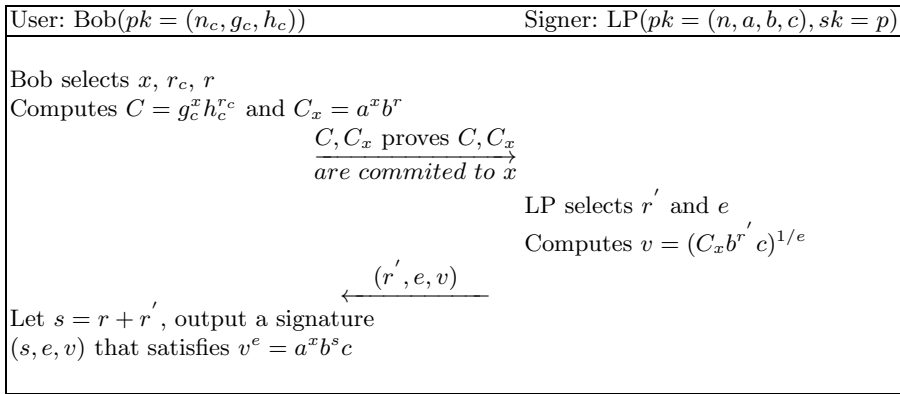 User: Bob(pk = (n_c, g_c, h_c)) Signer: LP(pk = (n, a, b, c), sk = p)
Bob selects x, r_c, r
Computes C = g_c^x h_c^{r_c} and C_x = a^x b^r
C, C_x proves C, C_x
are commited to x
LP selects r' and e
Computes v = (C_x b^{r'} c)^{1/e}
(r', e, v)
Let s = r + r', output a signature
(s, e, v) that satisfies v^e = a^x b^s c